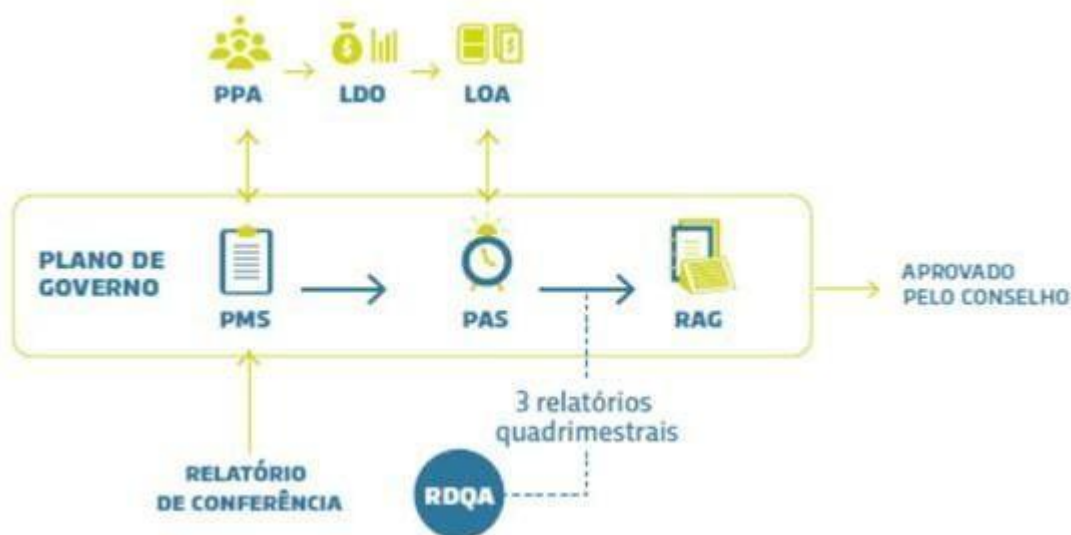 PPA
LDO
LOA
PLANO DE
GOVERNO
PMS
PAS
RAG
APROVADO
PELO CONSELHO
3 relatórios
quadrimestrais
RELATÓRIO
DE CONFERÊNCIA
RDQA